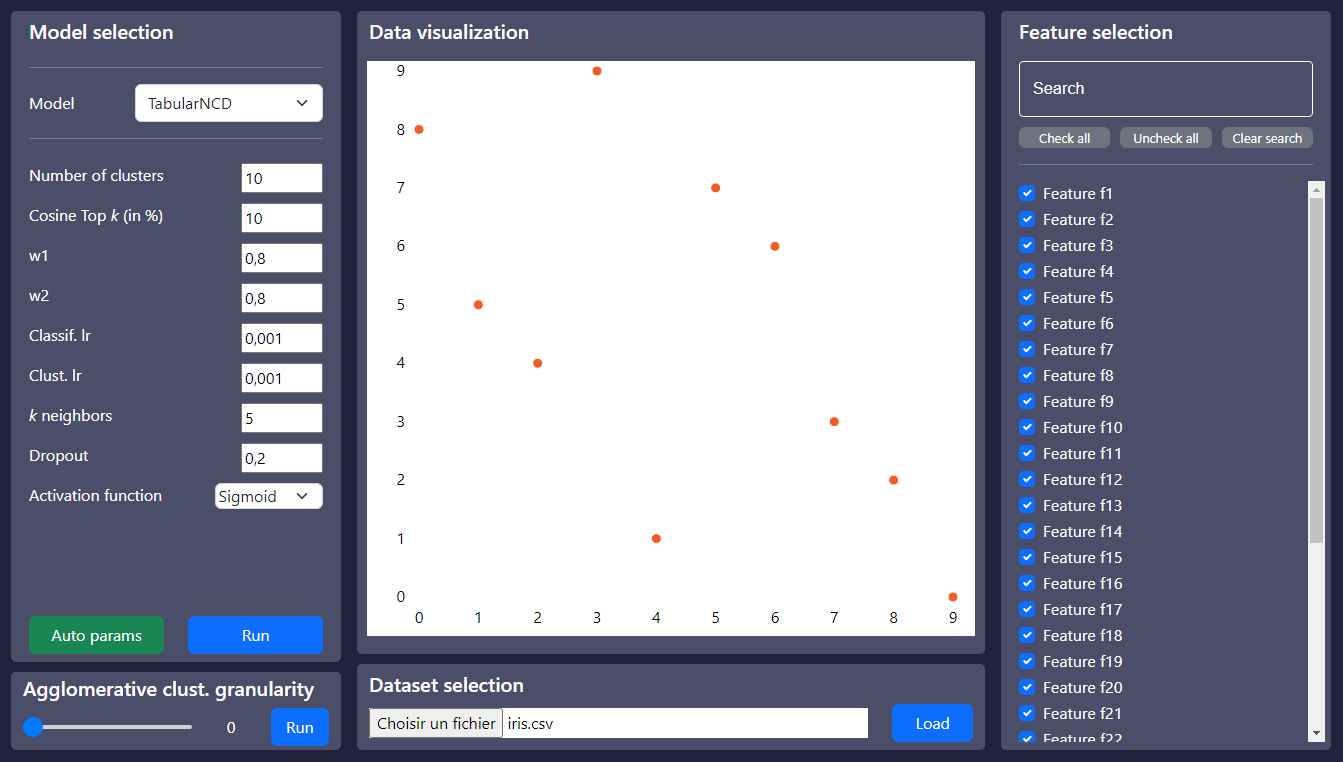 Model selection
Model
TabularNCD
Number of clusters
10
Cosine Top k (in %)
10
w1
0,8
w2
0,8
Classif. lr
0,001
Clust. lr
0,001
k neighbors
5
Dropout
0,2
Activation function
Sigmoid
Auto params
Run
Agglomerative clust. granularity
0
Run
Data visualization
9
8
7
6
5
4
3
2
1
0
0 1 2 3 4 5 6 7 8 9
Dataset selection
Choisir un fichier iris.csv
Load
Feature selection
Search
Check all
Uncheck all
Clear search
Feature f1
Feature f2
Feature f3
Feature f4
Feature f5
Feature f6
Feature f7
Feature f8
Feature f9
Feature f10
Feature f11
Feature f12
Feature f13
Feature f14
Feature f15
Feature f16
Feature f17
Feature f18
Feature f19
Feature f20
Feature f21
Feature f22